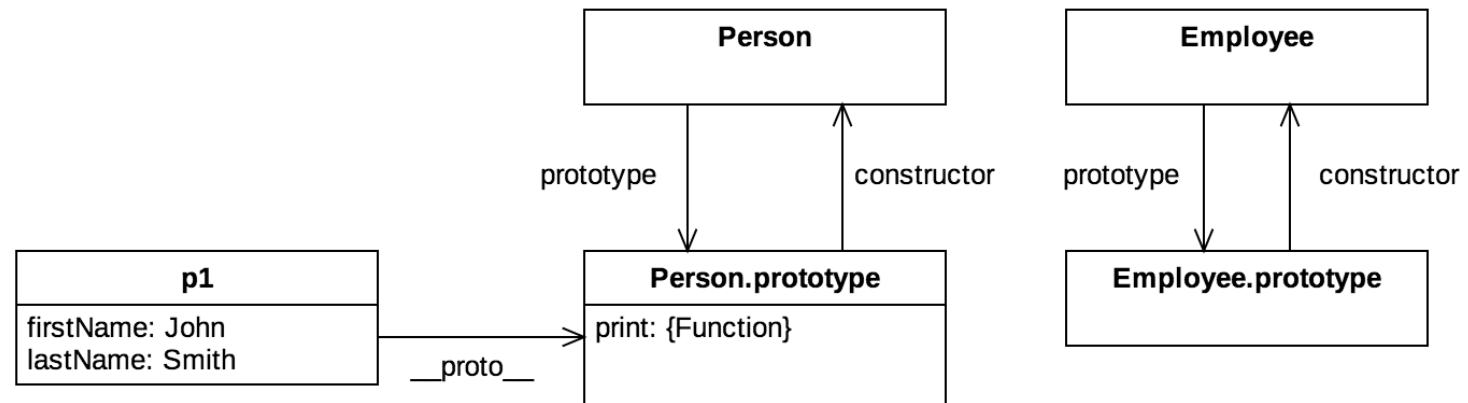 Person
Employee
prototype
constructor
prototype
constructor
p1
firstName: John
lastName: Smith
__proto__
Person.prototype
print: {Function}
Employee.prototype